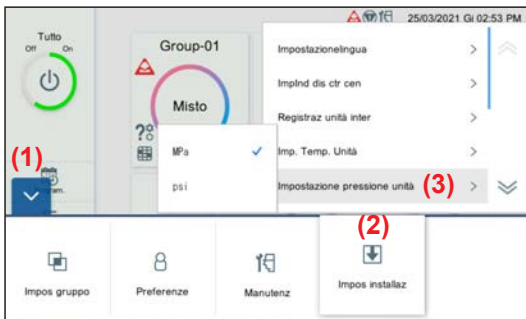 25/03/2021 Gi 02:53 PM
Tutto
Off On
Group-01
Misto
(1)
MPa
psi
Impostazionelingua
ImpInd dis ctr cen
Registraz unità inter
Imp. Temp. Unità
Impostazione pressione unità (3)
(2)
Impos gruppo
Preferenze
Manutenz
Impos installaz